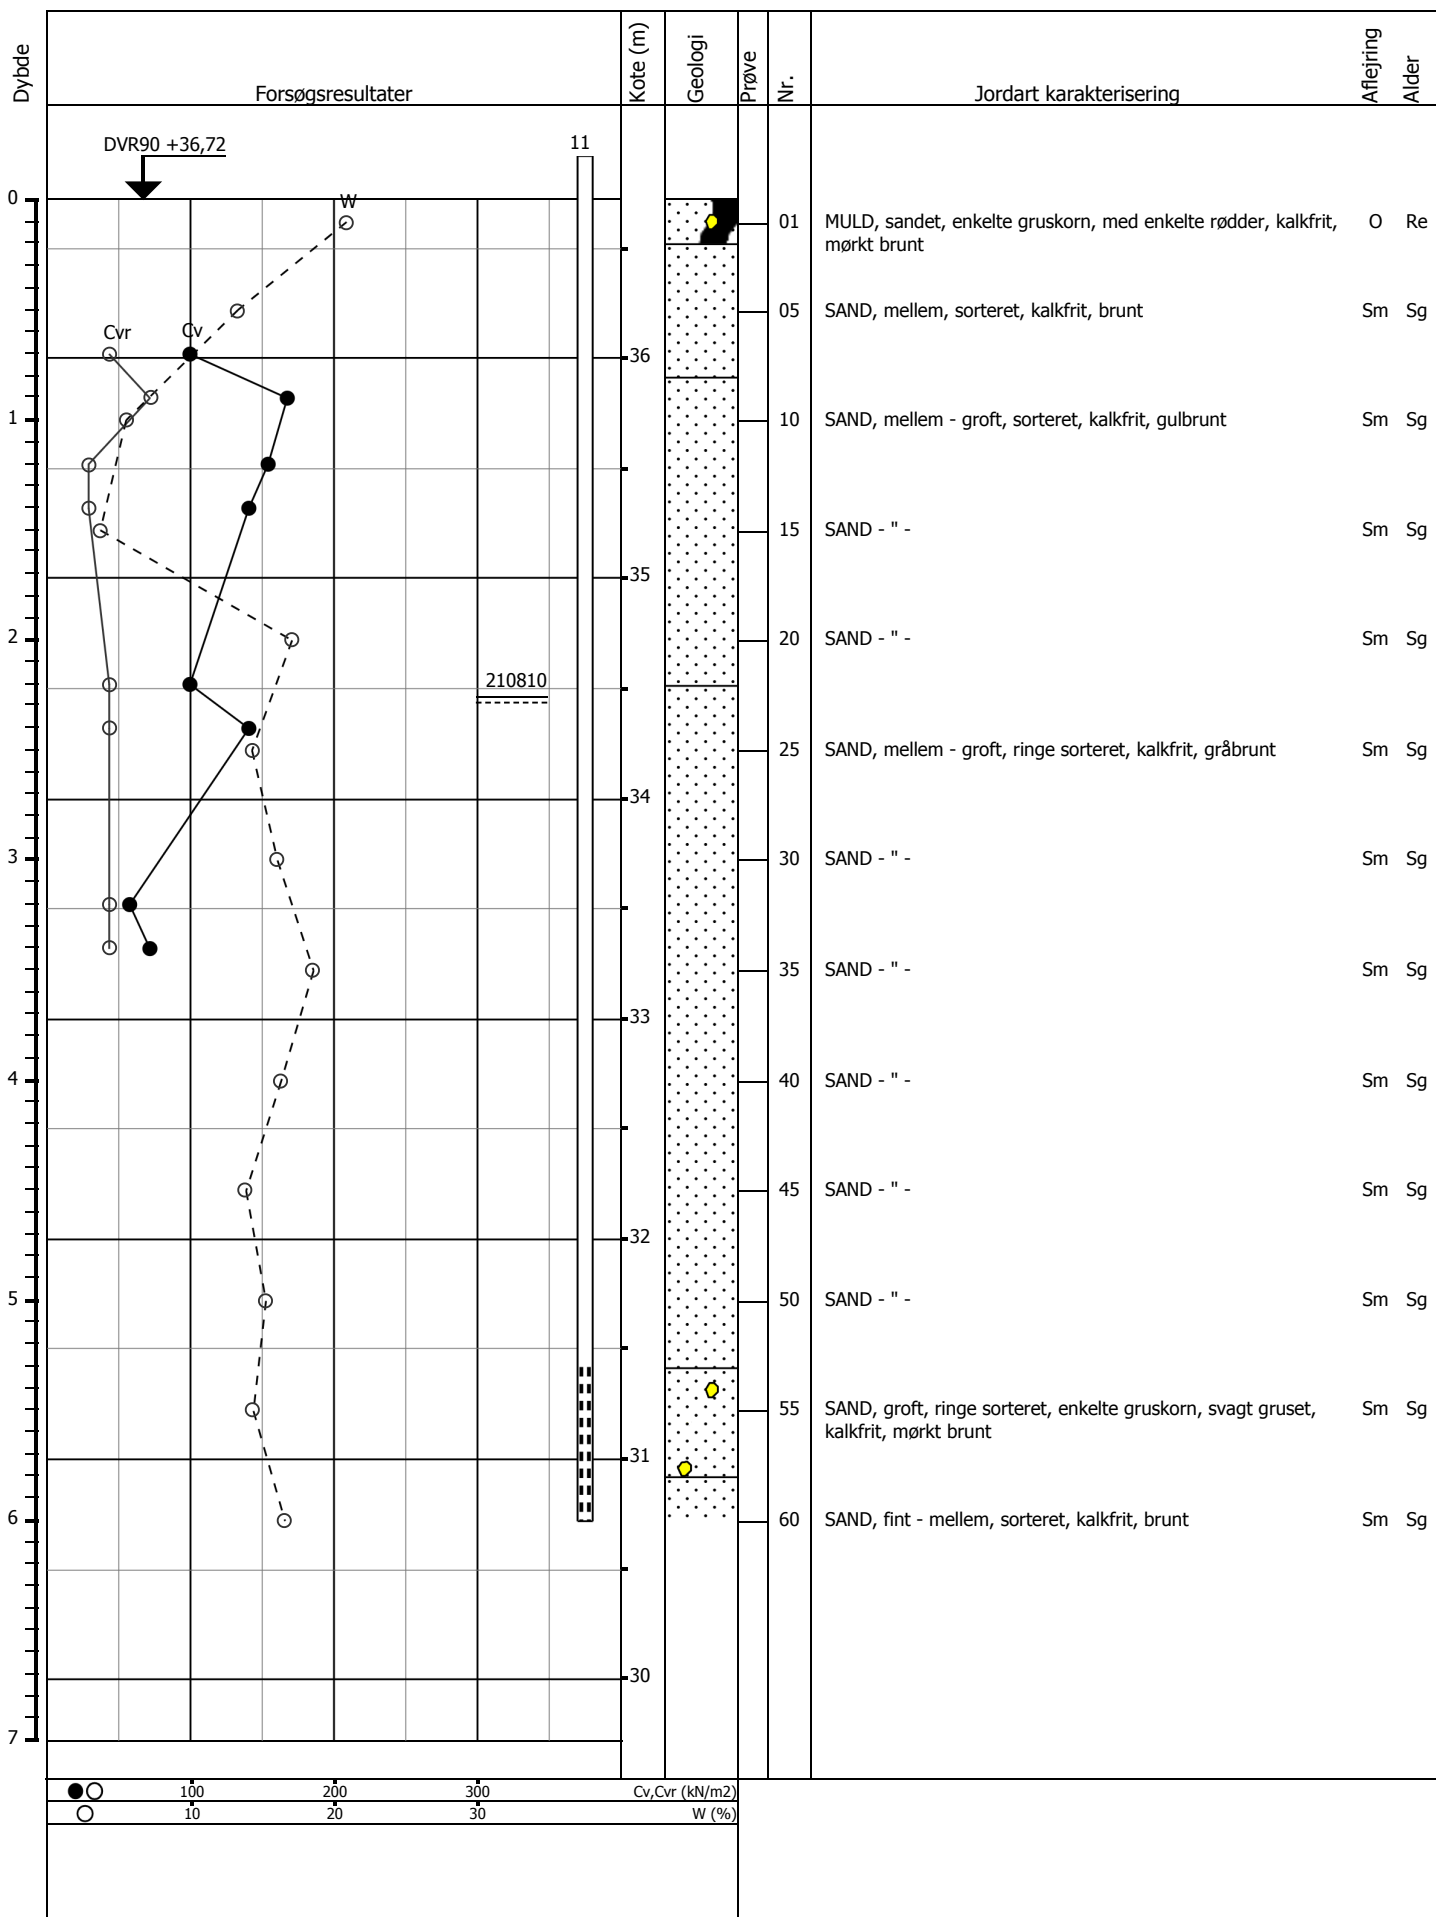 Dybde
Forsøgsresultater
Kote (m)
Geologi
Prøve
Nr.
Jordart karakterisering
Aflejring
Alder
DVR90 +36,72
11
0
W
01 MULD, sandet, enkelte gruskorn, med enkelte rødder, kalkfrit, O Re
mørkt brunt
05 SAND, mellem, sorteret, kalkfrit, brunt Sm Sg
Cvr Cv
36
1
10 SAND, mellem - groft, sorteret, kalkfrit, gulbrunt Sm Sg
15 SAND - " - Sm Sg
35
2
20 SAND - " - Sm Sg
210810
25 SAND, mellem - groft, ringe sorteret, kalkfrit, gråbrunt Sm Sg
34
3
30 SAND - " - Sm Sg
35 SAND - " - Sm Sg
33
4
40 SAND - " - Sm Sg
45 SAND - " - Sm Sg
32
5
50 SAND - " - Sm Sg
55 SAND, groft, ringe sorteret, enkelte gruskorn, svagt gruset, Sm Sg
kalkfrit, mørkt brunt
31
6
60 SAND, fint - mellem, sorteret, kalkfrit, brunt Sm Sg
30
7
100 200 300 Cv,Cvr (kN/m2)
10 20 30 W (%)